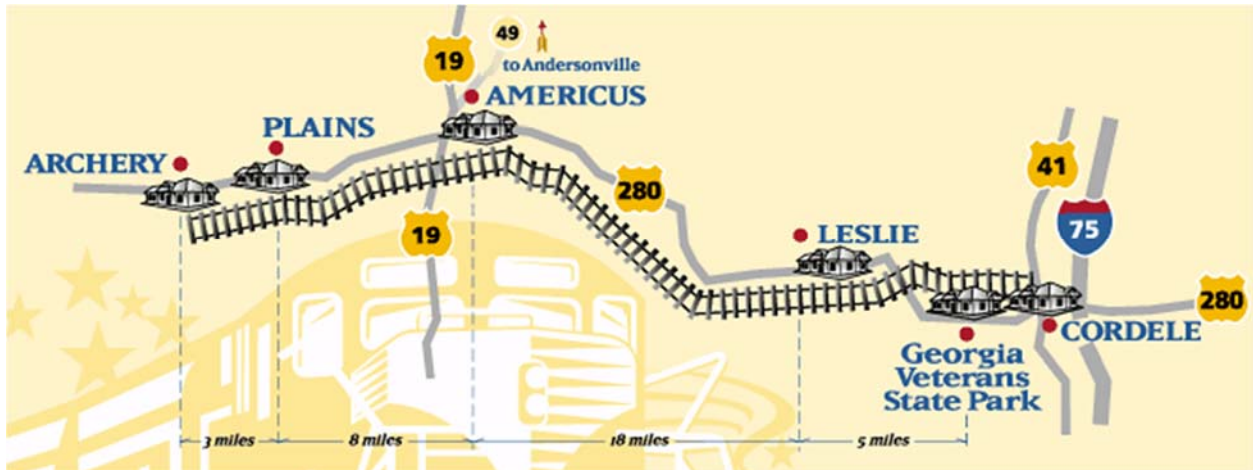 49
19
to Andersonville
AMERICUS
PLAINS
ARCHERY
280
41
75
19
LESLIE
280
CORDELE
Georgia
Veterans
State Park
3 miles
8 miles
18 miles
5 miles